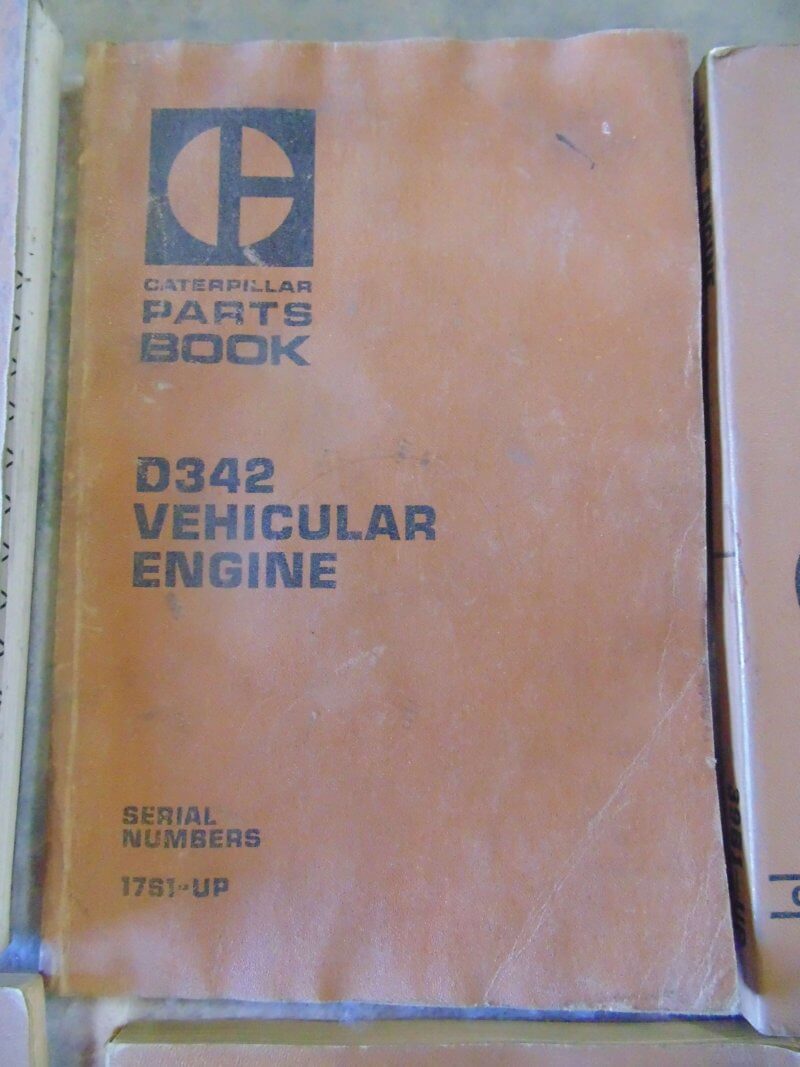 CATERPILLAR
PARTS
BOOK
D342
VEHICULAR
ENGINE
SERIAL
NUMBERS
17S1-UP